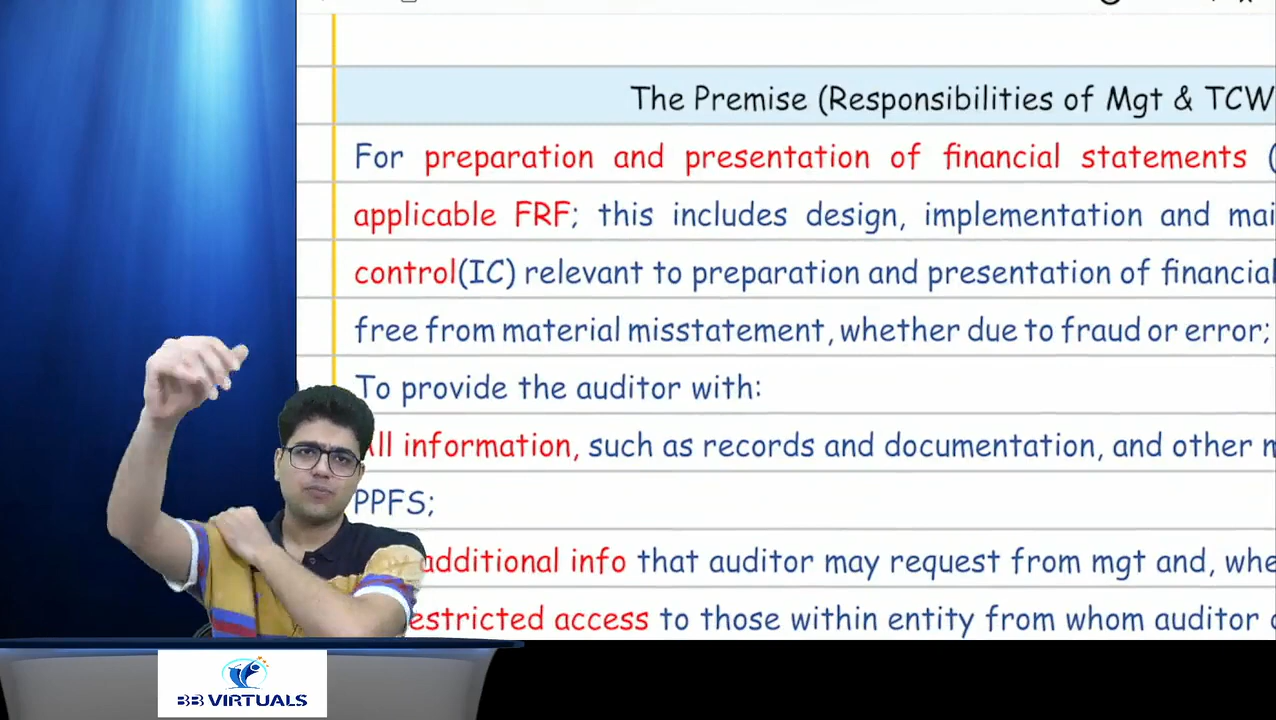 The Premise (Responsibilities of Mgt & TCW
For preparation and presentation of financial statements (
applicable FRF; this includes design, implementation and mai
control(IC) relevant to preparation and presentation of financial
free from material misstatement, whether due to fraud or error;
To provide the auditor with:
All information, such as records and documentation, and other m
PPFS;
additional info that auditor may request from mgt and, whe
estricted access to those within entity from whom auditor
BB VIRTUALS